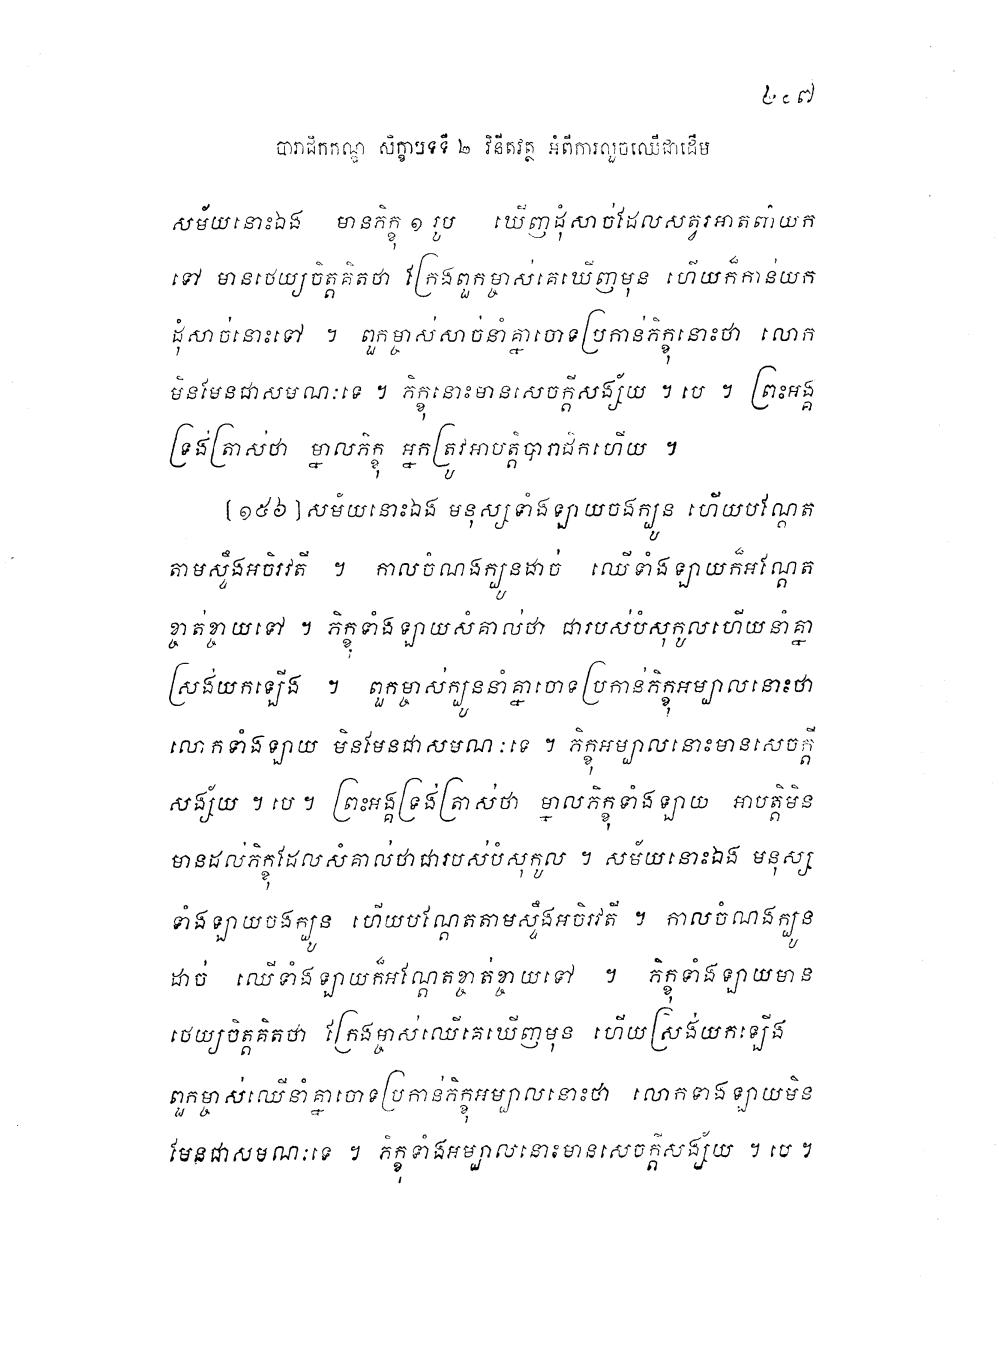 ២៤៧
បារាជិកកណ្ឌ សិក្ខាបទទី ២ វិនីតវត្ថុ អំពីការលួចឈើជាដើម
សម័យនោះឯង មានភិក្ខុ ១ រូប ឃើញដុំសាច់ដែលសត្វរអាតពាំយក
ទៅ មានថេយ្យចិត្តគិតថា ក្រែងពួកម្ចាស់គេឃើញមុន ហើយក៏កាន់យក
ដុំសាច់នោះទៅ ។ ពួកម្ចាស់សាច់នាំគ្នាចោទប្រកាន់ភិក្ខុនោះថា លោក
មិនមែនជាសមណៈទេ ។ ភិក្ខុនោះមានសេចក្តីសង្ស័យ ។ បេ ។ ព្រះអង្គ
ទ្រង់ត្រាស់ថា ម្នាលភិក្ខុ អ្នកត្រូវអាបត្តិបារាជិកហើយ ។
[១៥៦] សម័យនោះឯង មនុស្សទាំងឡាយចងក្បូន ហើយបណ្តែត
តាមស្ទឹងអចិរវតី ។ កាលចំណងក្បូនដាច់ ឈើទាំងឡាយក៏អណ្តែត
ខ្ចាត់ខ្ចាយទៅ ។ ភិក្ខុទាំងឡាយសំគាល់ថា ជារបស់បំសុកូលហើយនាំគ្នា
ស្រង់យកឡើង ។ ពួកម្ចាស់ក្បូននាំគ្នាចោទប្រកាន់ភិក្ខុអម្បាលនោះថា
លោកទាំងឡាយ មិនមែនជាសមណៈទេ ។ ភិក្ខុអម្បាលនោះមានសេចក្តី
សង្ស័យ ។ បេ ។ ព្រះអង្គទ្រង់ត្រាស់ថា ម្នាលភិក្ខុទាំងឡាយ អាបត្តិមិន
មានដល់ភិក្ខុដែលសំគាល់ថាជារបស់បំសុកូល ។ សម័យនោះឯង មនុស្ស
ទាំងឡាយចងក្បូន ហើយបណ្តែតតាមស្ទឹងអចិរវតី ។ កាលចំណងក្បូន
ដាច់ ឈើទាំងឡាយក៏អណ្តែតខ្ចាត់ខ្ចាយទៅ ។ ភិក្ខុទាំងឡាយមាន
ថេយ្យចិត្តគិតថា ក្រែងម្ចាស់ឈើគេឃើញមុន ហើយស្រង់យកឡើង
ពួកម្ចាស់ឈើនាំគ្នាចោទប្រកាន់ភិក្ខុអម្បាលនោះថា លោកទាំងឡាយមិន
មែនជាសមណៈទេ ។ ភិក្ខុទាំងអម្បាលនោះមានសេចក្តីសង្ស័យ ។ បេ ។